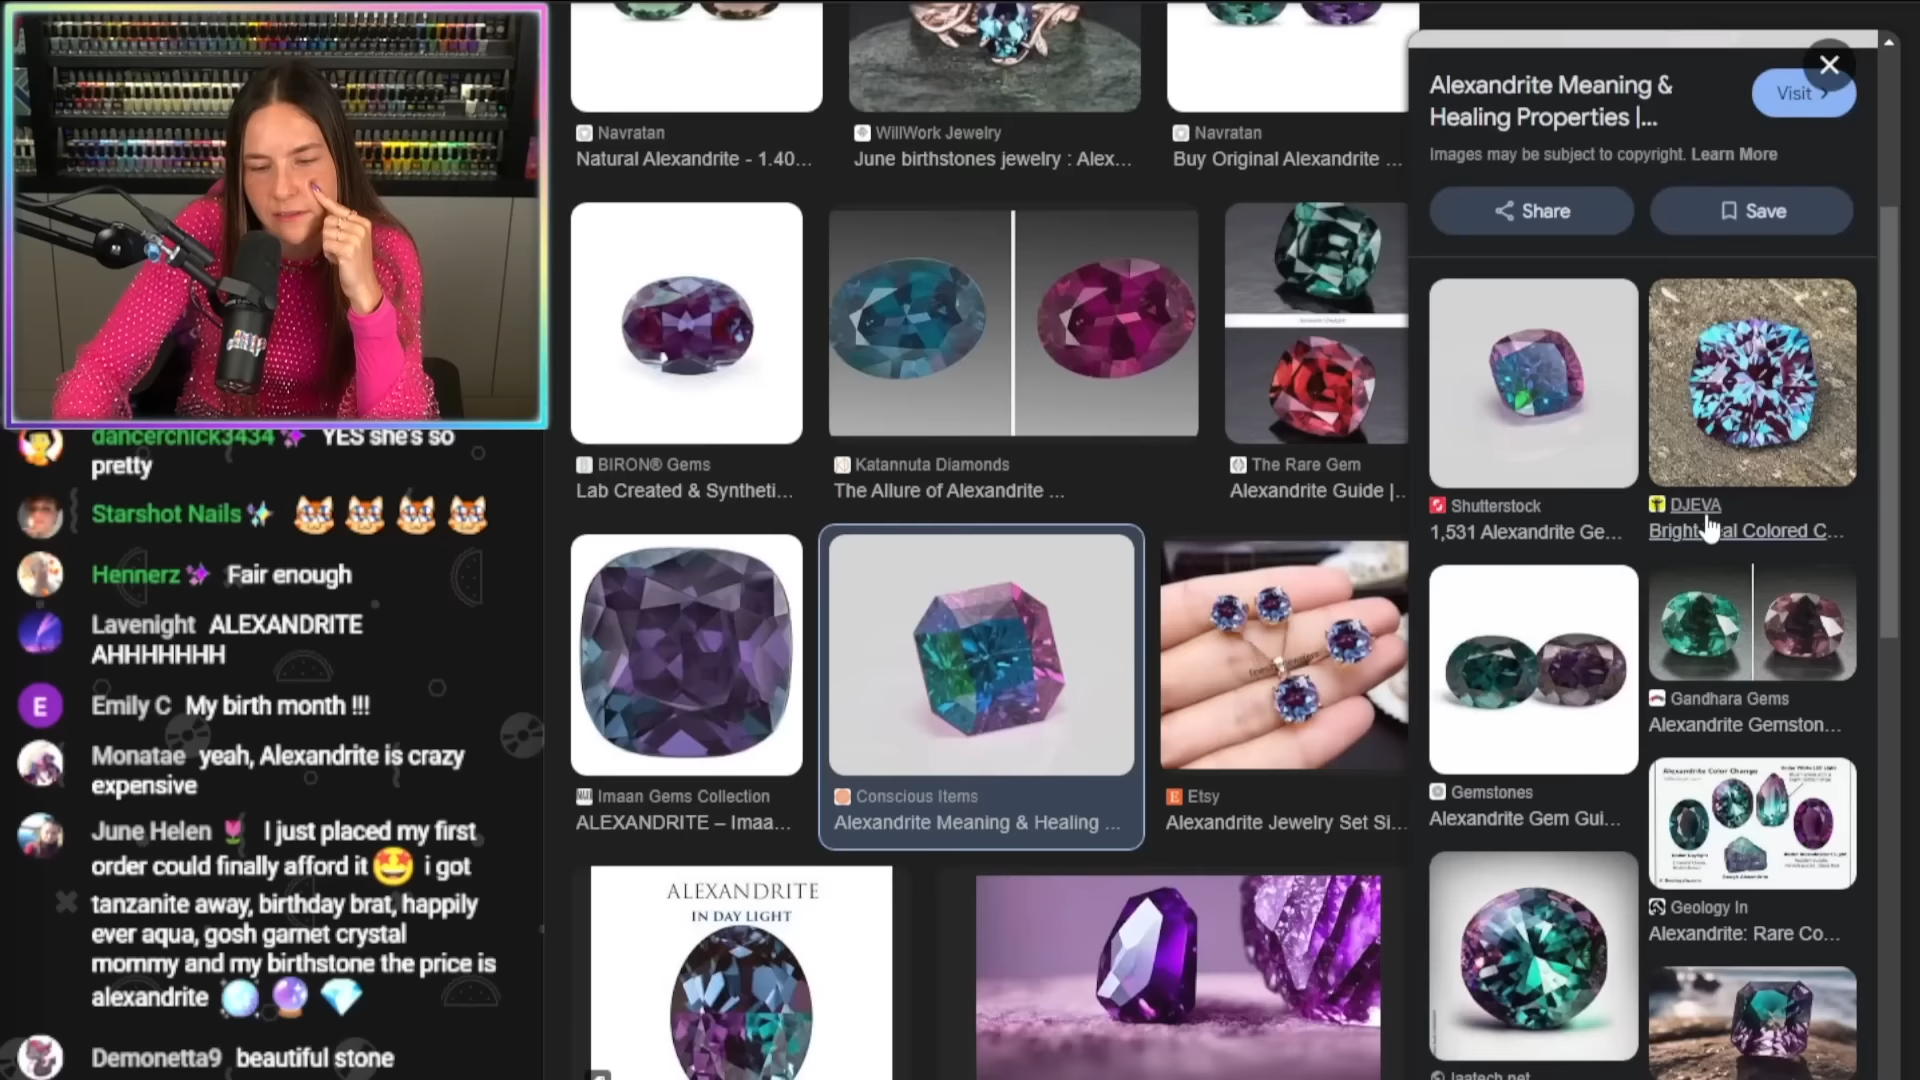 dancerchick3434 YES she's so
pretty
Starshot Nails
Hennerz Fair enough
Lavenight ALEXANDRITE
AHHHHHHH
E
Emily C My birth month !!!
Monatae yeah, Alexandrite is crazy
expensive
June Helen I just placed my first
order could finally afford it i got
tanzanite away, birthday brat, happily
ever aqua, gosh garnet crystal
mommy and my birthstone the price is
alexandrite
Demonetta9 beautiful stone
Navratan
Natural Alexandrite - 1.40...
WillWork Jewelry
June birthstones jewelry : Alex...
Navratan
Buy Original Alexandrite ...
BIRON® Gems
Lab Created & Syntheti...
Katannuta Diamonds
The Allure of Alexandrite ...
The Rare Gem
Alexandrite Guide |...
Imaan Gems Collection
ALEXANDRITE – Imaa...
Conscious Items
Alexandrite Meaning & Healing ...
Etsy
Alexandrite Jewelry Set Si...
ALEXANDRITE
IN DAY LIGHT
Alexandrite Meaning &
Healing Properties |...
Visit
Images may be subject to copyright. Learn More
Share
Save
Shutterstock
1,531 Alexandrite Ge...
DJEVA
Colored C...
Gemstones
Alexandrite Gem Gui...
Gandhara Gems
Alexandrite Gemston...
Alexandrite Color Change
Geology In
Alexandrite: Rare Co...